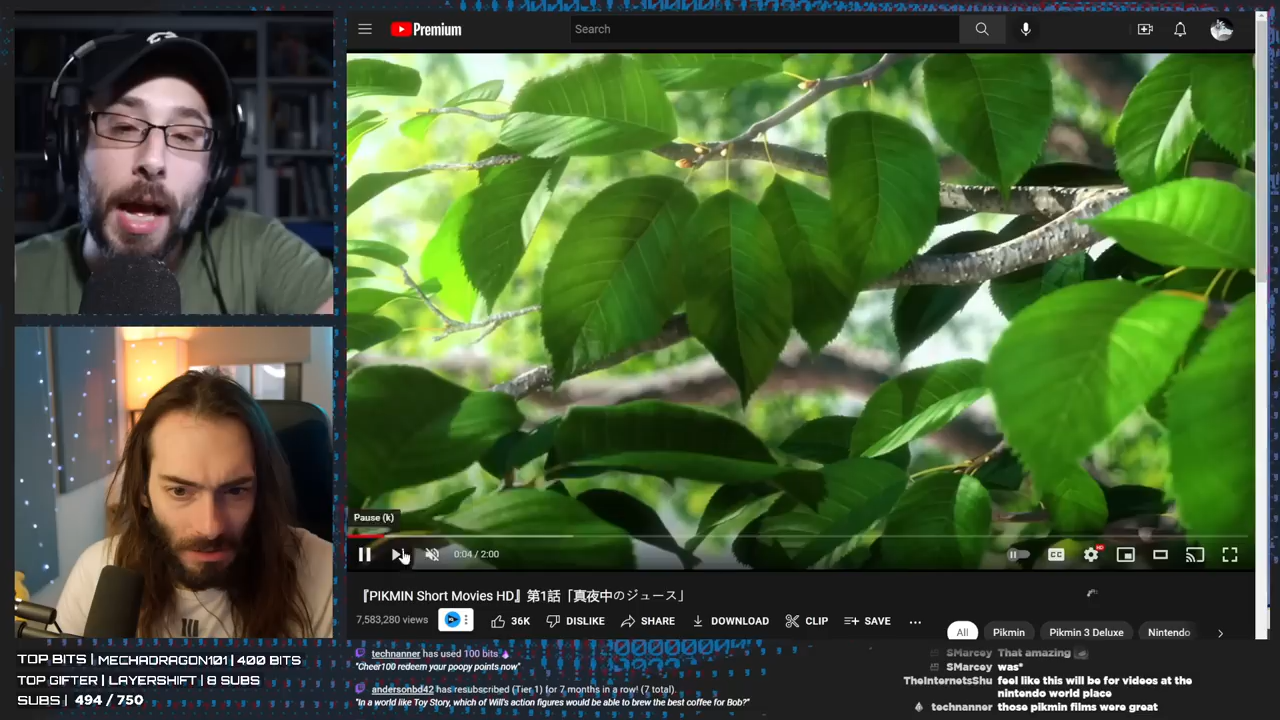 Premium
Search
Pause (k)
0:04 / 2:00
CC
HD
『PIKMIN Short Movies HD』第1話「真夜中のジュース」
7,583,280 views
36K
DISLIKE
SHARE
DOWNLOAD
CLIP
SAVE
All
Pikmin
Pikmin 3 Deluxe
Nintendo
TOP BITS | MECHADRAGON101 | 400 BITS
TOP GIFTER | LAYERSHIFT | 8 SUBS
SUBS | 494 / 750
technanner has used 100 bits
"Cheer100 redeem your poopy points now"
andersonbd42 has resubscribed (Tier 1) for 7 months in a row! (7 total).
"In a world like Toy Story, which of Will's action figures would be able to brew the best coffee for Bob?"
SMarcey That amazing
SMarcey was*
TheInternetsShu feel like this will be for videos at the
nintendo world place
technanner those pikmin films were great